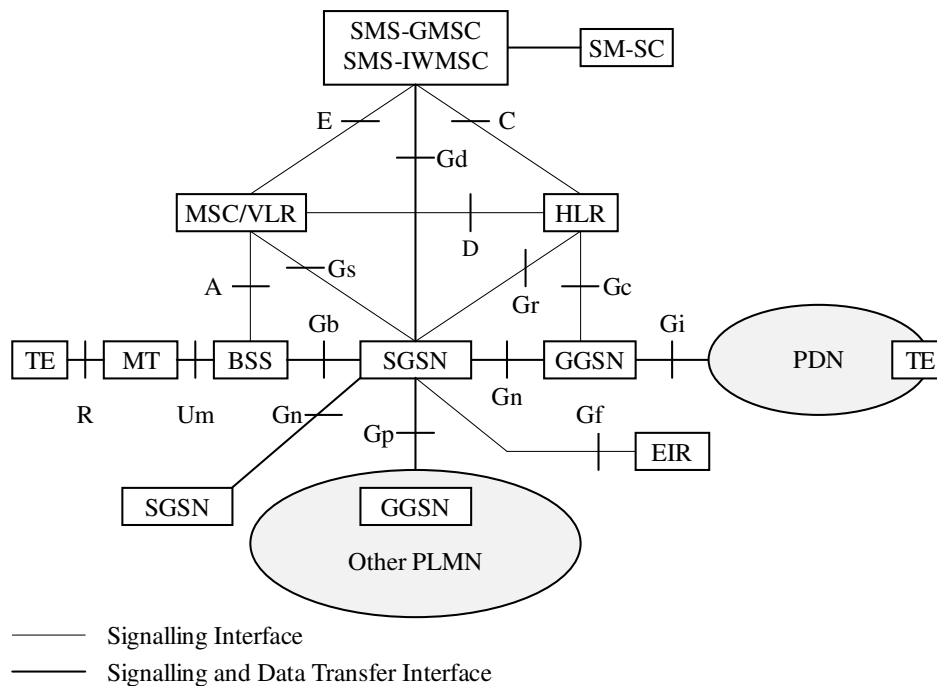 SMS-GMSC
SMS-IWMSC
SM-SC
E
C
Gd
MSC/VLR
HLR
D
Gs
A
Gr
Gc
Gb
Gi
TE
MT
BSS
SGSN
GGSN
PDN
TE
R
Um
Gn
Gn
Gp
Gf
EIR
SGSN
GGSN
Other PLMN
Signalling Interface
Signalling and Data Transfer Interface